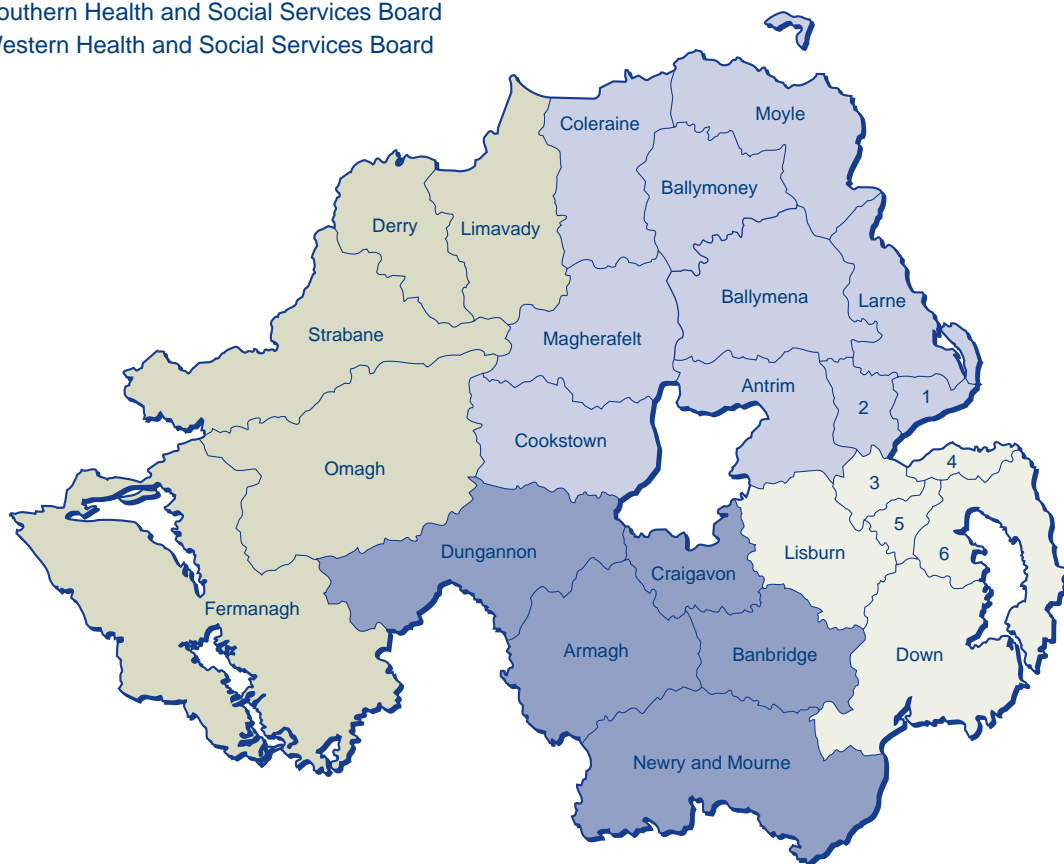 outhern Health and Social Services Board
Western Health and Social Services Board
Coleraine
Moyle
Ballymoney
Derry
Limavady
Ballymena
Larne
Strabane
Magherafelt
Antrim
1
2
Cookstown
Omagh
3
4
5
6
Lisburn
Dungannon
Craigavon
Fermanagh
Armagh
Banbridge
Down
Newry and Mourne